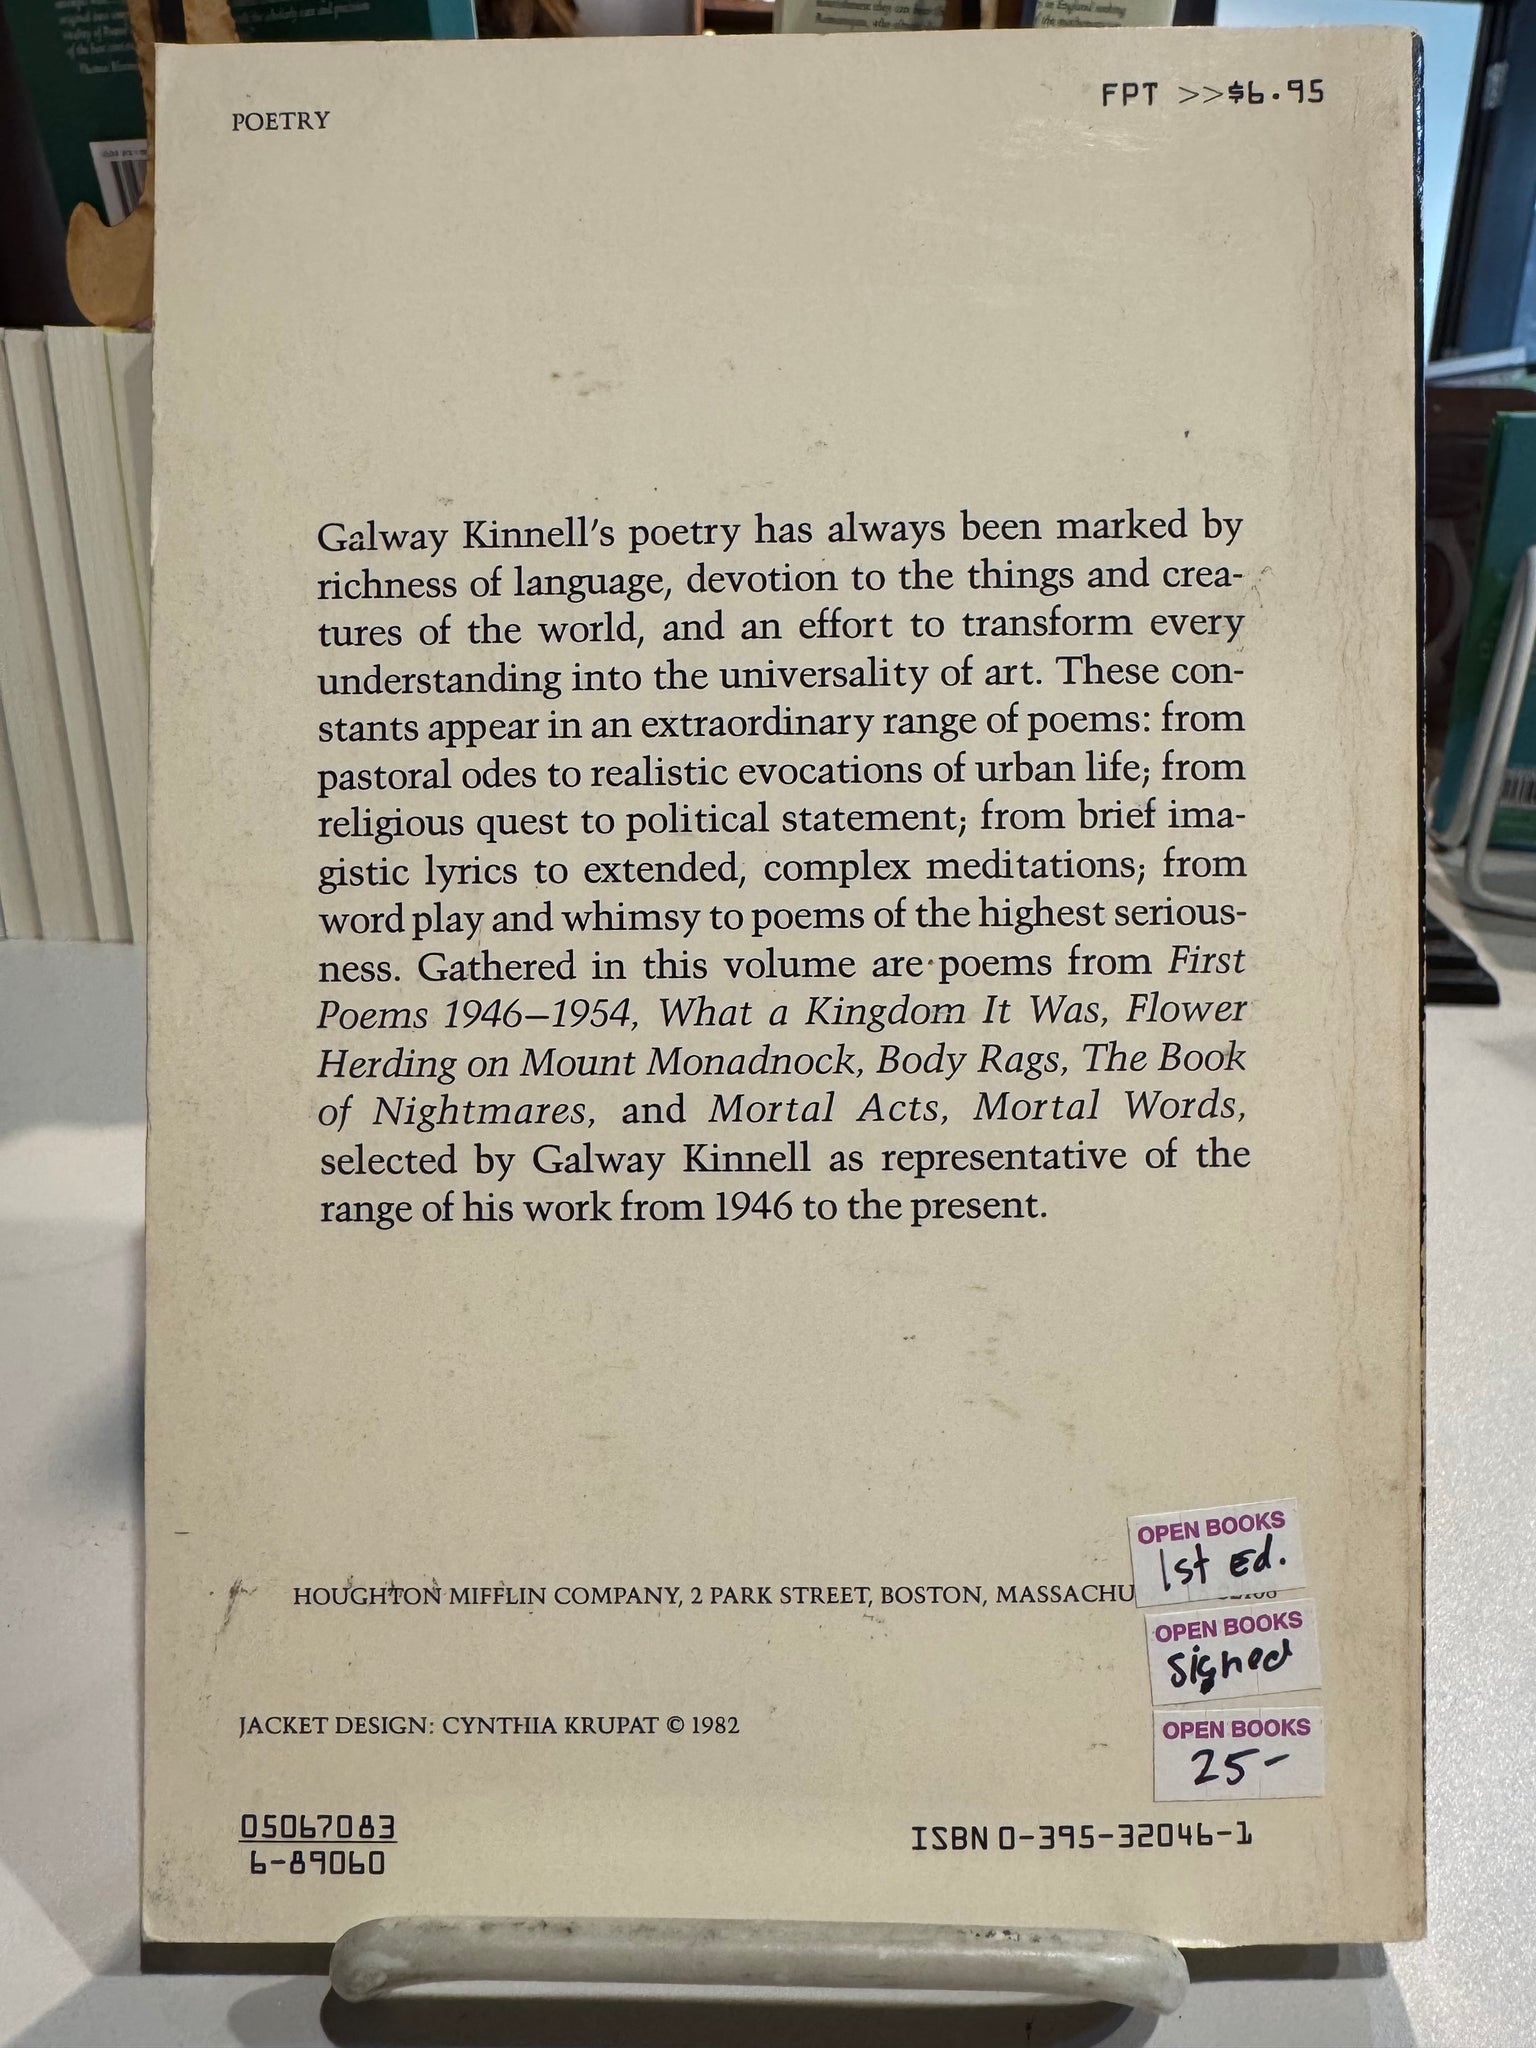 POETRY
FPT >>$6.95
Galway Kinnell's poetry has always been marked by
richness of language, devotion to the things and crea-
tures of the world, and an effort to transform every
understanding into the universality of art. These con-
stants appear in an extraordinary range of poems: from
pastoral odes to realistic evocations of urban life; from
religious quest to political statement; from brief ima-
gistic lyrics to extended, complex meditations; from
word play and whimsy to poems of the highest serious-
ness. Gathered in this volume are poems from First
Poems 1946–1954, What a Kingdom It Was, Flower
Herding on Mount Monadnock, Body Rags, The Book
of Nightmares, and Mortal Acts, Mortal Words,
selected by Galway Kinnell as representative of the
range of his work from 1946 to the present.
OPEN BOOKS
1st Ed.
HOUGHTON MIFFLIN COMPANY, 2 PARK STREET, BOSTON, MASSACHU
OPEN BOOKS
Signed
JACKET DESIGN: CYNTHIA KRUPAT © 1982
OPEN BOOKS
25-
05067083
6-89060
ISBN 0-395-32046-1